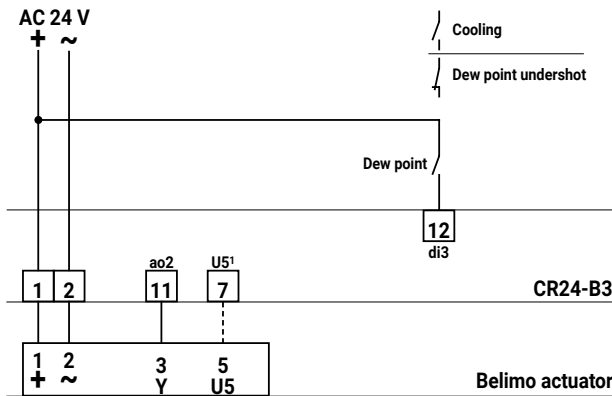 AC 24 V
+ ~
Cooling
Dew point undershot
Dew point
12
di3
ao2 U5¹
1 2 11 7
CR24-B3
1 2 3 5
+ ~ Y U5
Belimo actuator